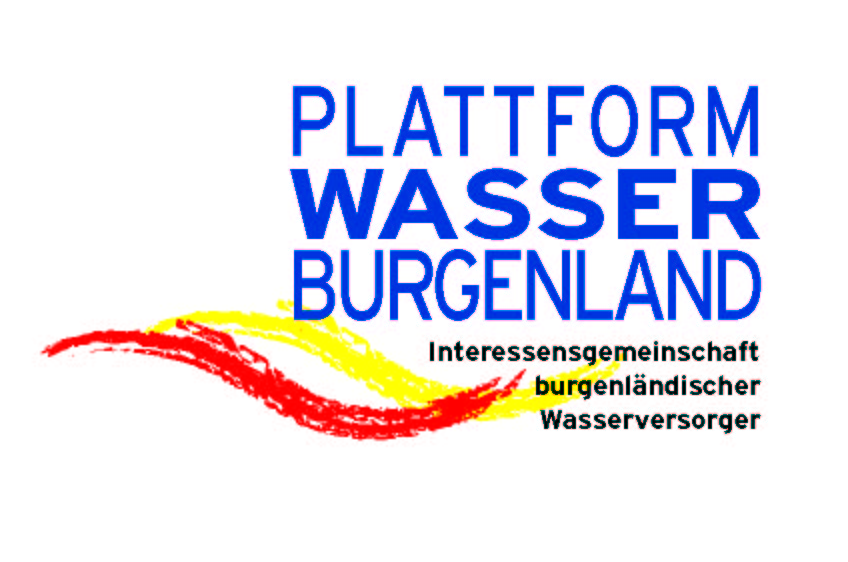 PLATTFORM
WASSER
BURGENLAND
Interessensgemeinschaft
burgenländischer
Wasserversorger